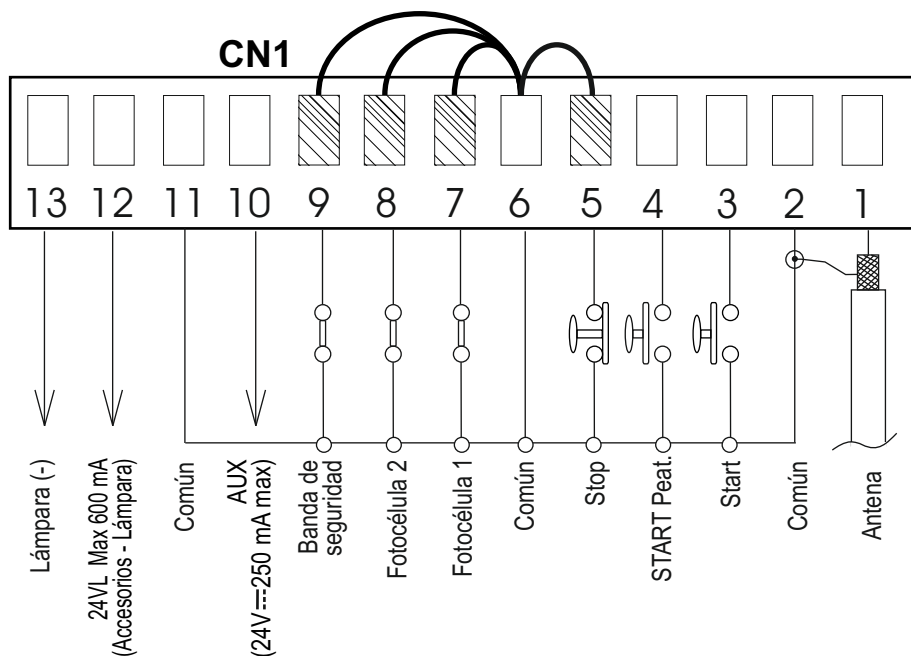 CN1
13 12 11 10 9 8 7 6 5 4 3 2 1
Lámpara (-)
24VL Max 600 mA
(Accesorios - Lámpara)
Común
AUX
(24V⎓250 mA max)
Banda de
seguridad
Fotocélula 2
Fotocélula 1
Común
Stop
START Peat.
Start
Común
Antena